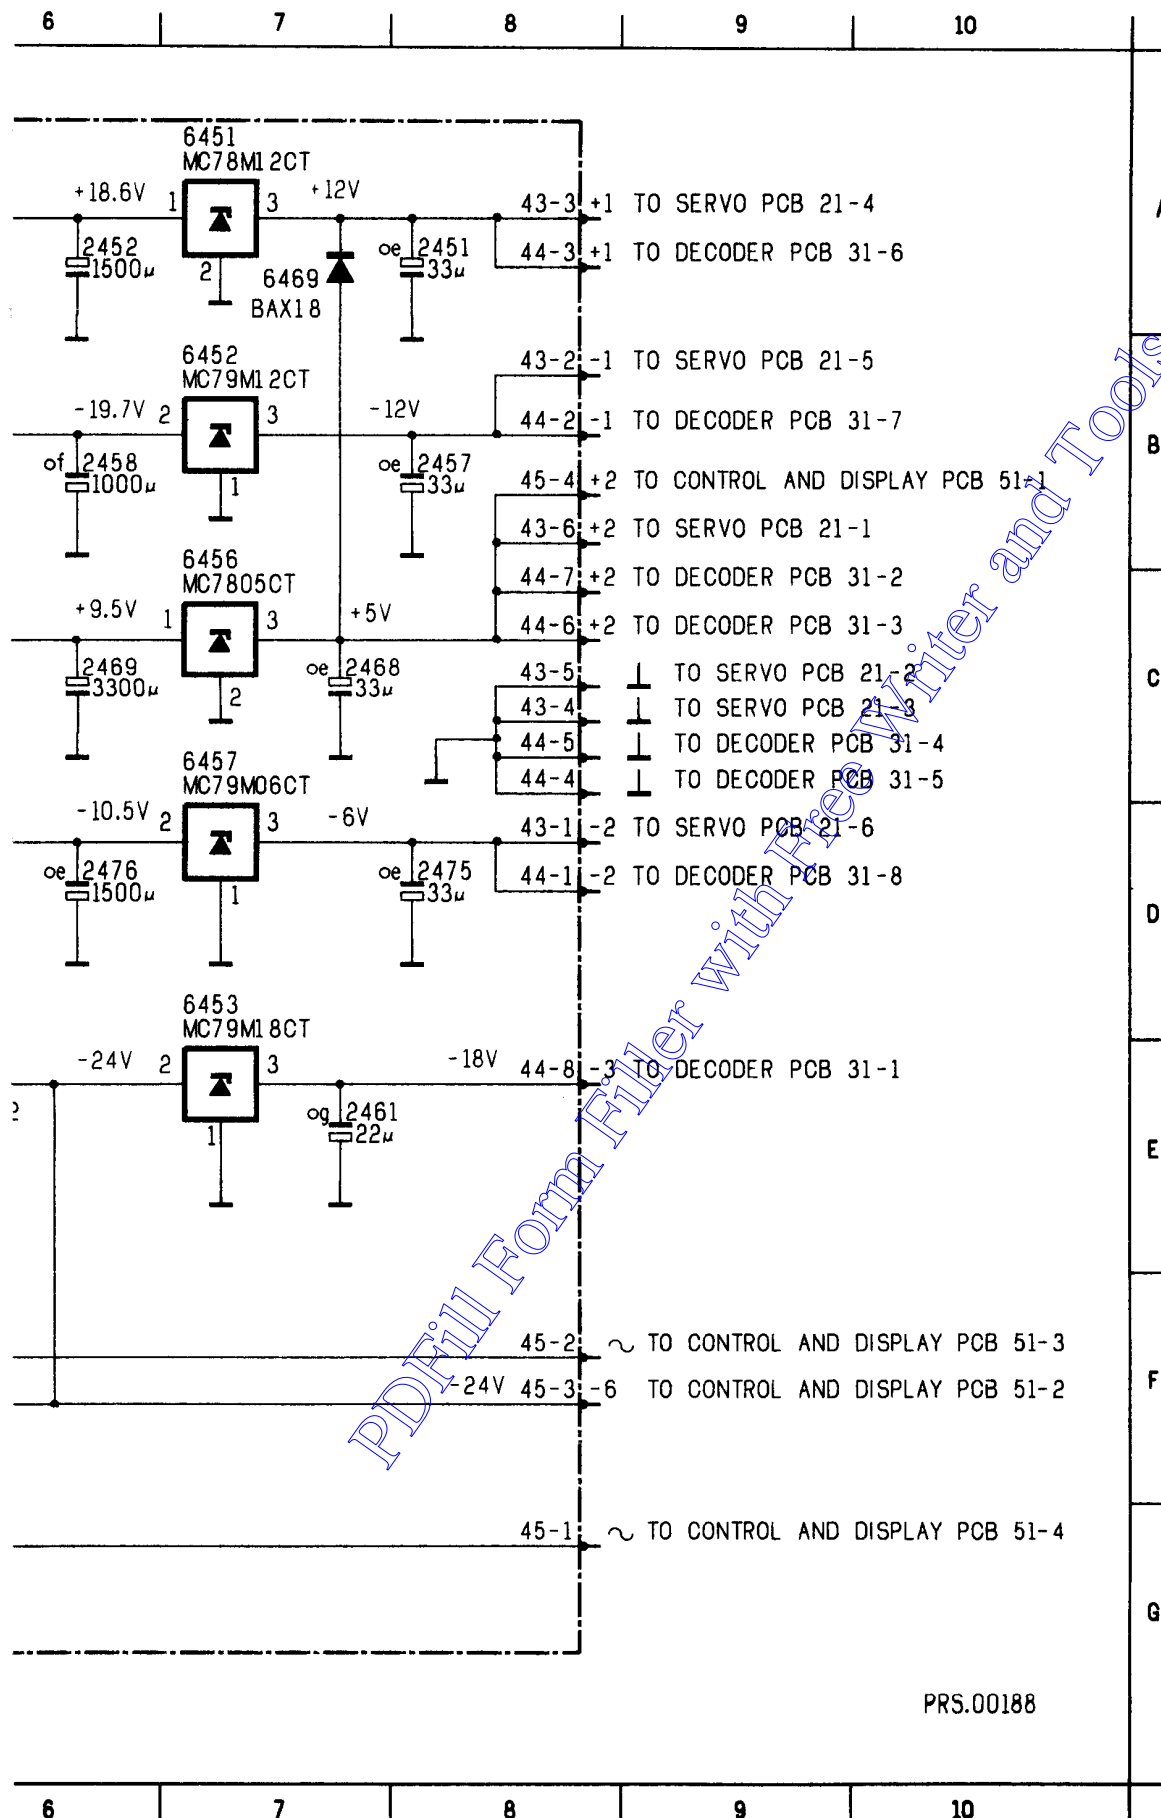 6 7 8 9 10
6451
MC78M12CT
+18.6V 1 3 +12V 43-3 +1 TO SERVO PCB 21-4
A
2452 oe 2451 44-3 +1 TO DECODER PCB 31-6
1500µ 2 6469 33µ
BAX18
6452 43-2 -1 TO SERVO PCB 21-5
MC79M12CT
-19.7V 2 3 -12V 44-2 -1 TO DECODER PCB 31-7
B
of 2458 oe 2457 45-4 +2 TO CONTROL AND DISPLAY PCB 51-1
1000µ 1 33µ
43-6 +2 TO SERVO PCB 21-1
6456
MC7805CT 44-7 +2 TO DECODER PCB 31-2
+9.5V 1 3 +5V 44-6 +2 TO DECODER PCB 31-3
2469 oe 2468 43-5 TO SERVO PCB 21-2
C
3300µ 2 33µ
43-4 TO SERVO PCB 21-3
44-5 TO DECODER PCB 31-4
6457
MC79M06CT 44-4 TO DECODER PCB 31-5
-10.5V 2 3 -6V 43-1 -2 TO SERVO PCB 21-6
oe 2476 oe 2475 44-1 -2 TO DECODER PCB 31-8
1500µ 1 33µ
D
6453
MC79M18CT
-24V 2 3 -18V 44-8 -3 TO DECODER PCB 31-1
2
og 2461
1 22µ
E
45-2 ~ TO CONTROL AND DISPLAY PCB 51-3
-24V 45-3 -6 TO CONTROL AND DISPLAY PCB 51-2
F
45-1 ~ TO CONTROL AND DISPLAY PCB 51-4
G
PRS.00188
6 7 8 9 10
PDFill Form Filler with Free Writer and Tools